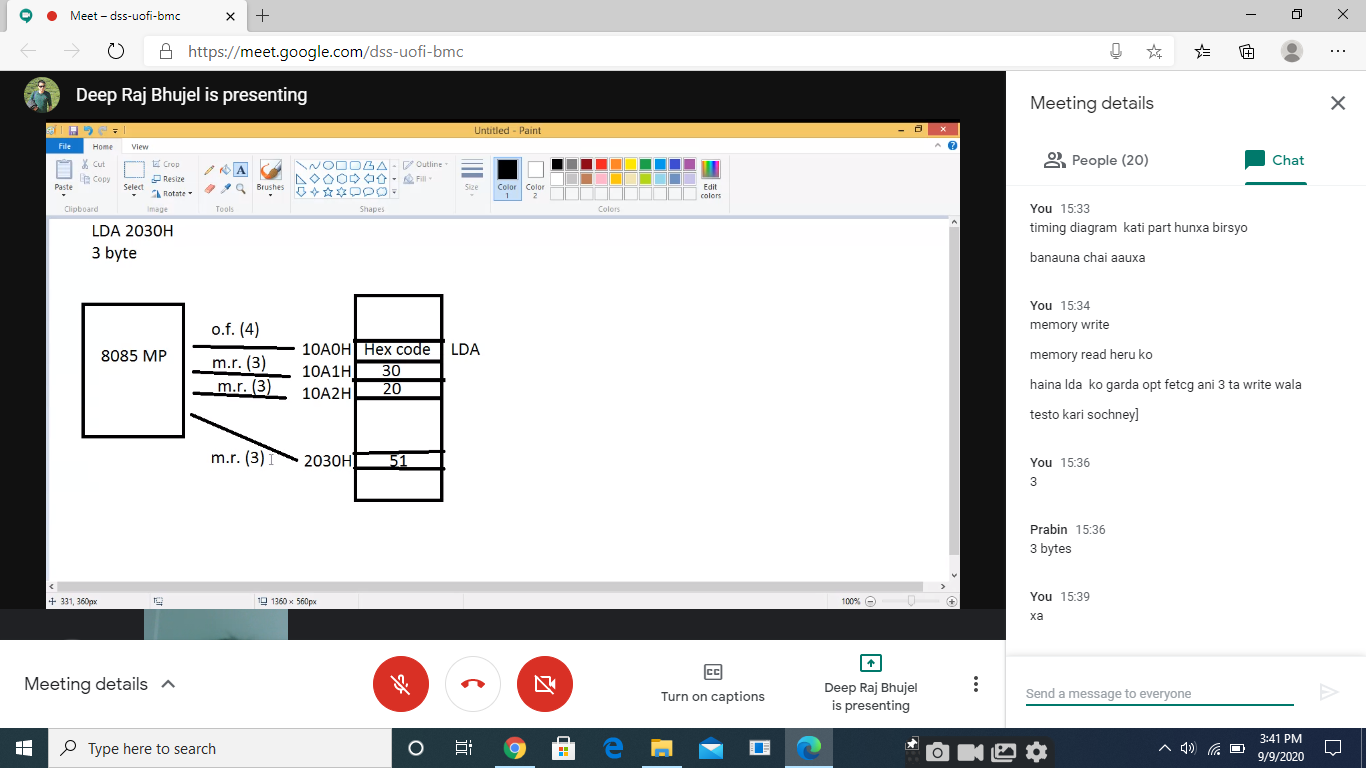 Meet – dss-uofi-bmc
https://meet.google.com/dss-uofi-bmc
Deep Raj Bhujel is presenting
Untitled - Paint
File Home View
Paste
Cut
Copy
Clipboard
Select
Crop
Resize
Rotate
Image
A
Tools
Brushes
Outline
Fill
Shapes
Size
Color 1
Color 2
Edit colors
Colors
LDA 2030H
3 byte
8085 MP
o.f. (4)
10A0H Hex code LDA
m.r. (3)
10A1H 30
m.r. (3)
10A2H 20
m.r. (3) 2030H 51
331, 360px
1360 × 560px
100%
Meeting details
People (20)
Chat
You 15:33
timing diagram kati part hunxa birsyo
banauna chai aauxa
You 15:34
memory write
memory read heru ko
haina lda ko garda opt fetcg ani 3 ta write wala
testo kari sochney]
You 15:36
3
Prabin 15:36
3 bytes
You 15:39
xa
Send a message to everyone
Meeting details
CC
Turn on captions
Deep Raj Bhujel
is presenting
Type here to search
3:41 PM
9/9/2020